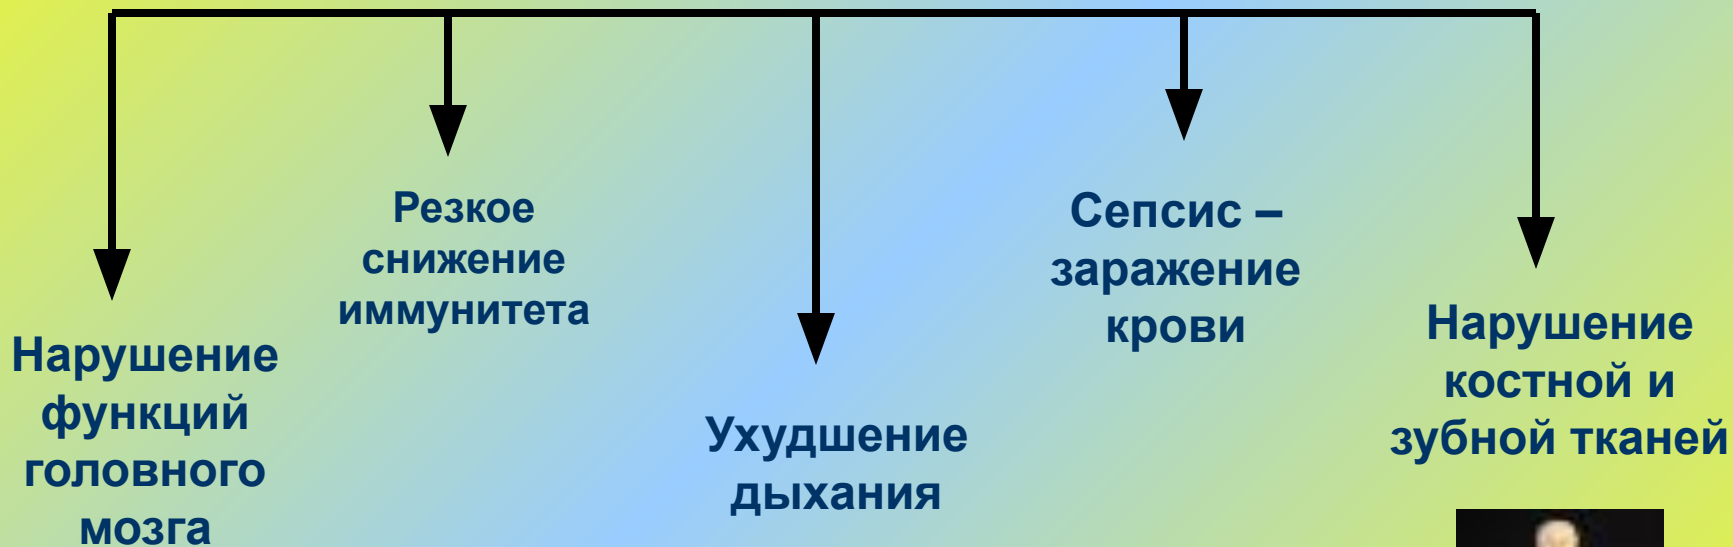 Нарушение
функций
головного
мозга
Резкое
снижение
иммунитета
Ухудшение
дыхания
Сепсис –
заражение
крови
Нарушение
костной и
зубной тканей